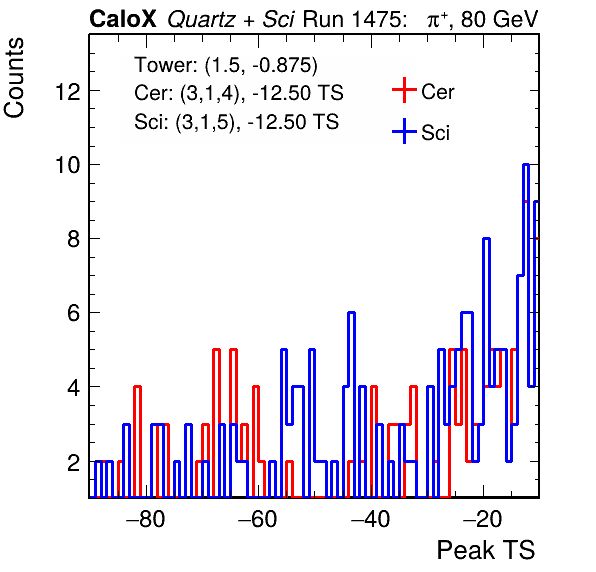 CaloX Quartz + Sci Run 1475: π+, 80 GeV
Counts
Tower: (1.5, -0.875)
Cer: (3,1,4), -12.50 TS
Sci: (3,1,5), -12.50 TS
Cer
Sci
12
10
8
6
4
2
−80 −60 −40 −20
Peak TS